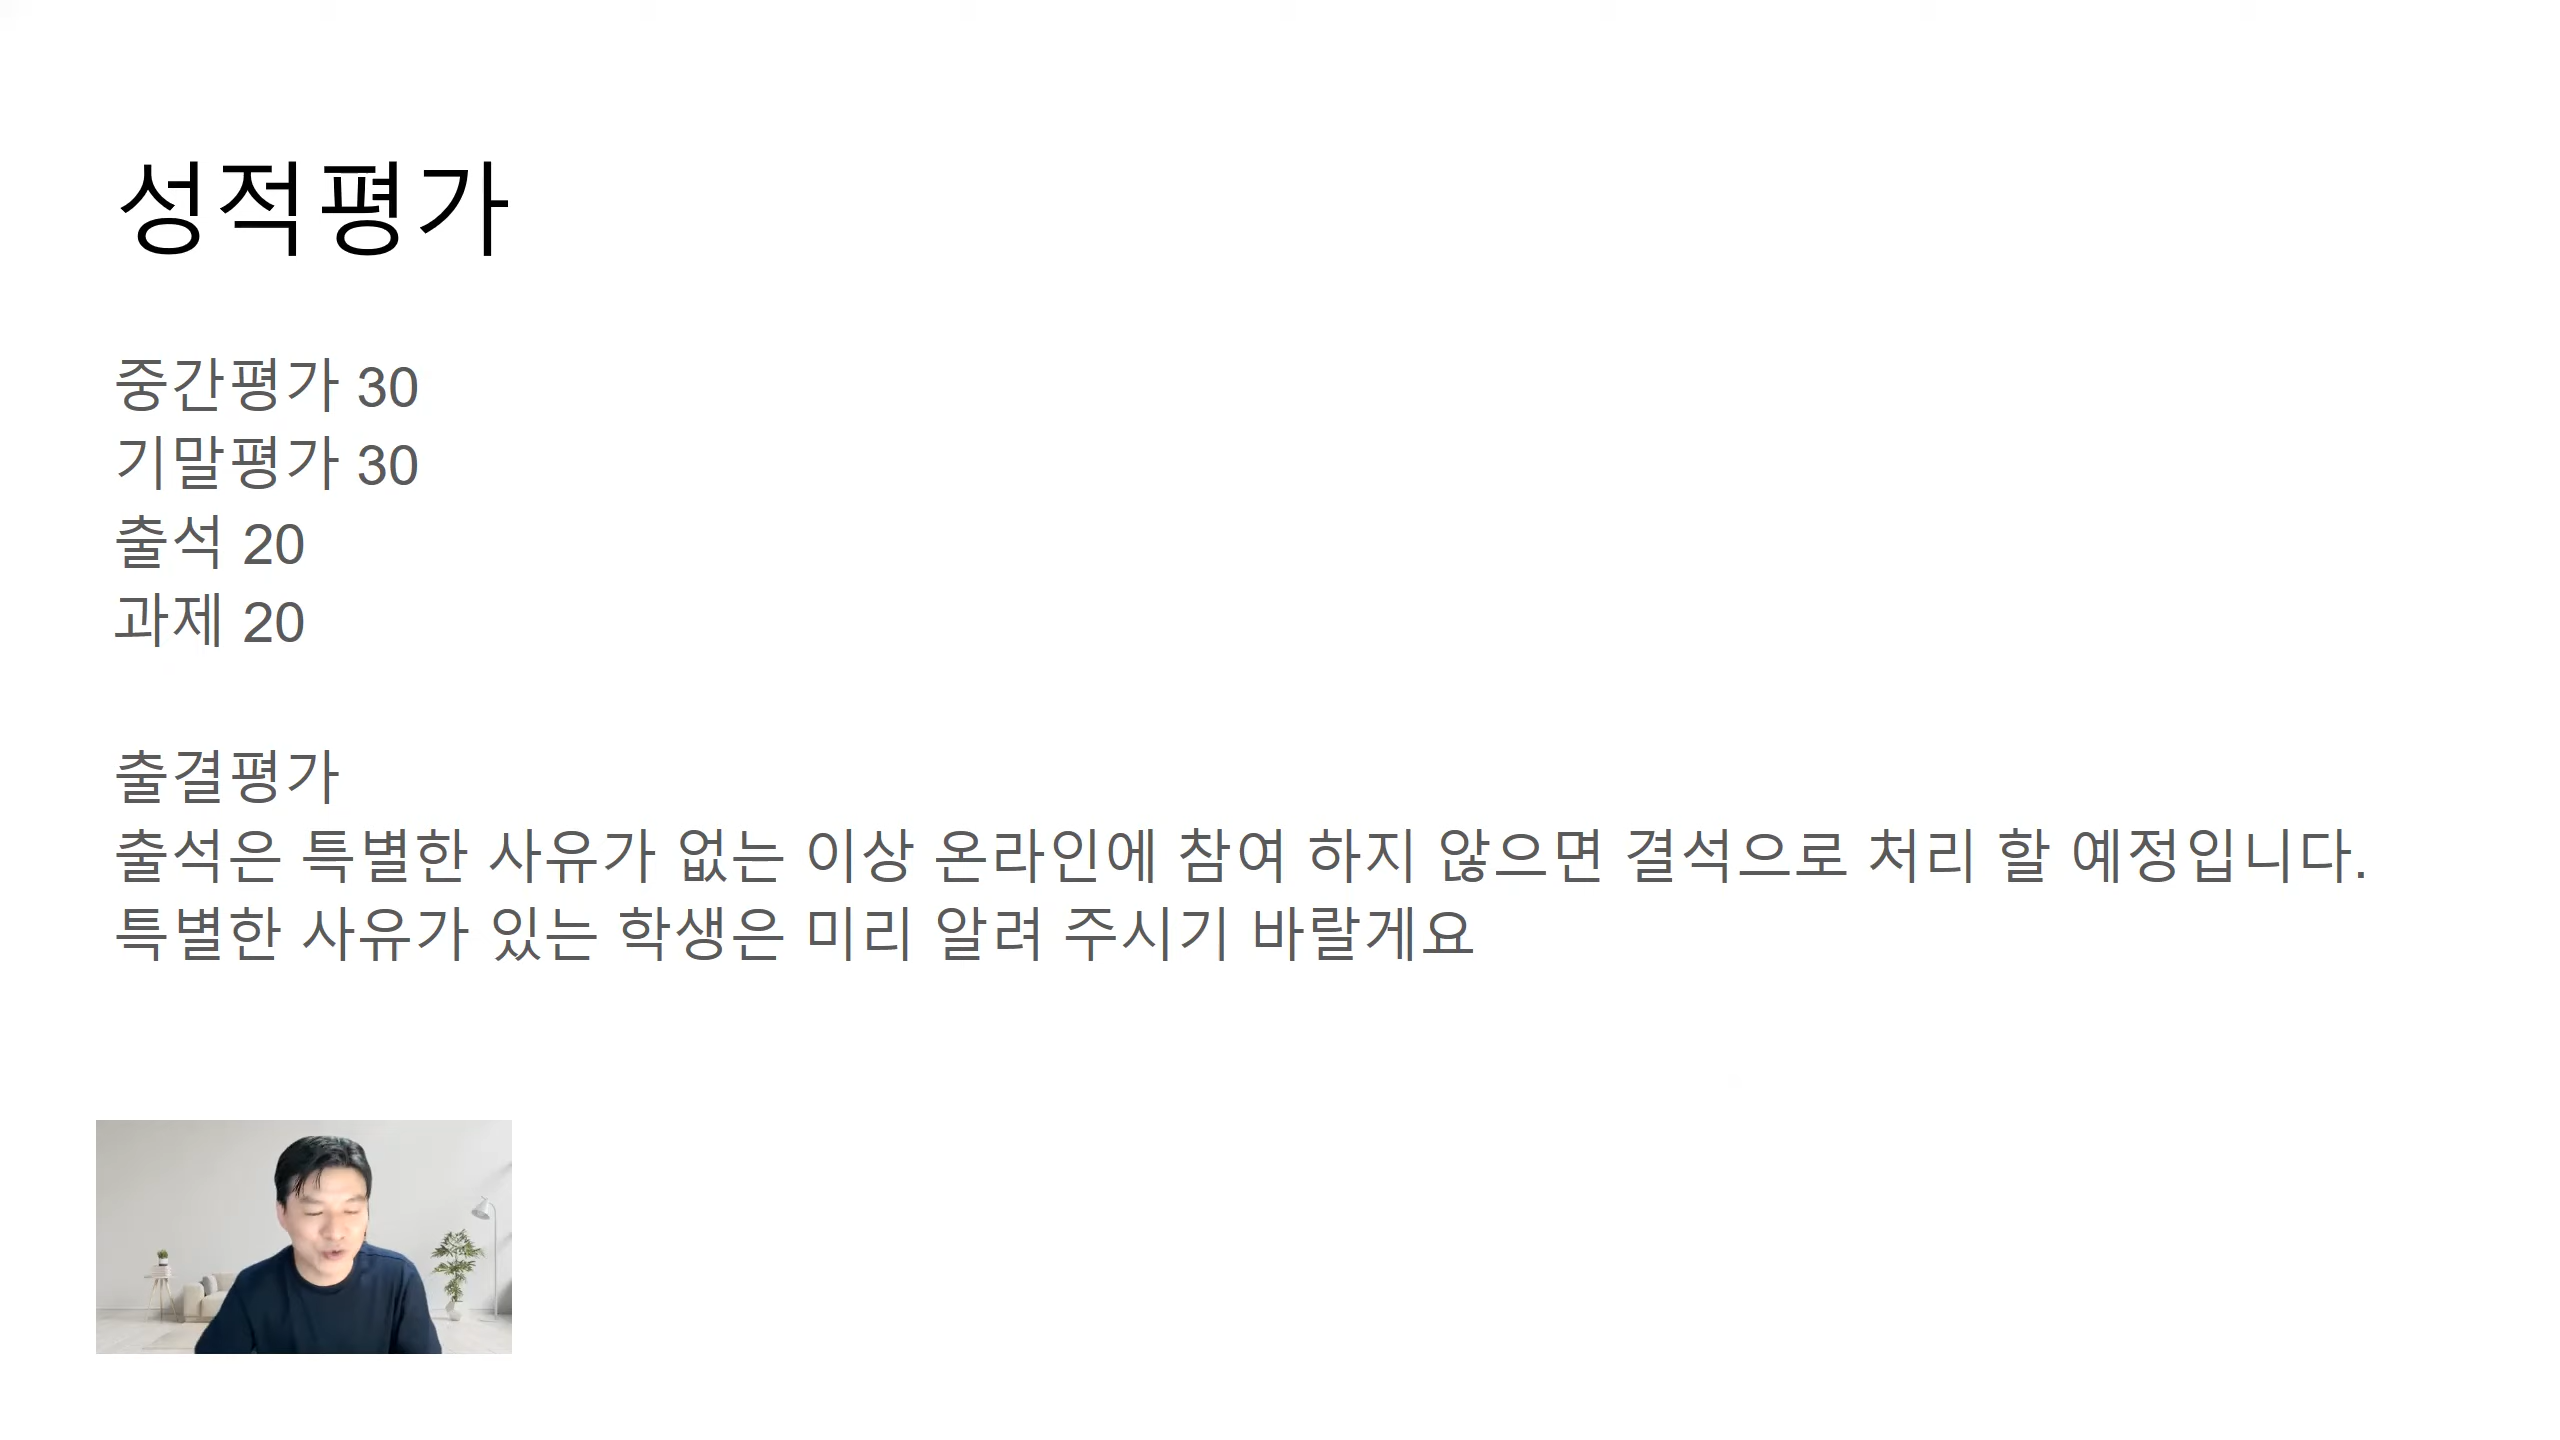 성적평가
중간평가 30
기말평가 30
출석 20
과제 20
출결평가
출석은 특별한 사유가 없는 이상 온라인에 참여 하지 않으면 결석으로 처리 할 예정입니다.
특별한 사유가 있는 학생은 미리 알려 주시기 바랄게요